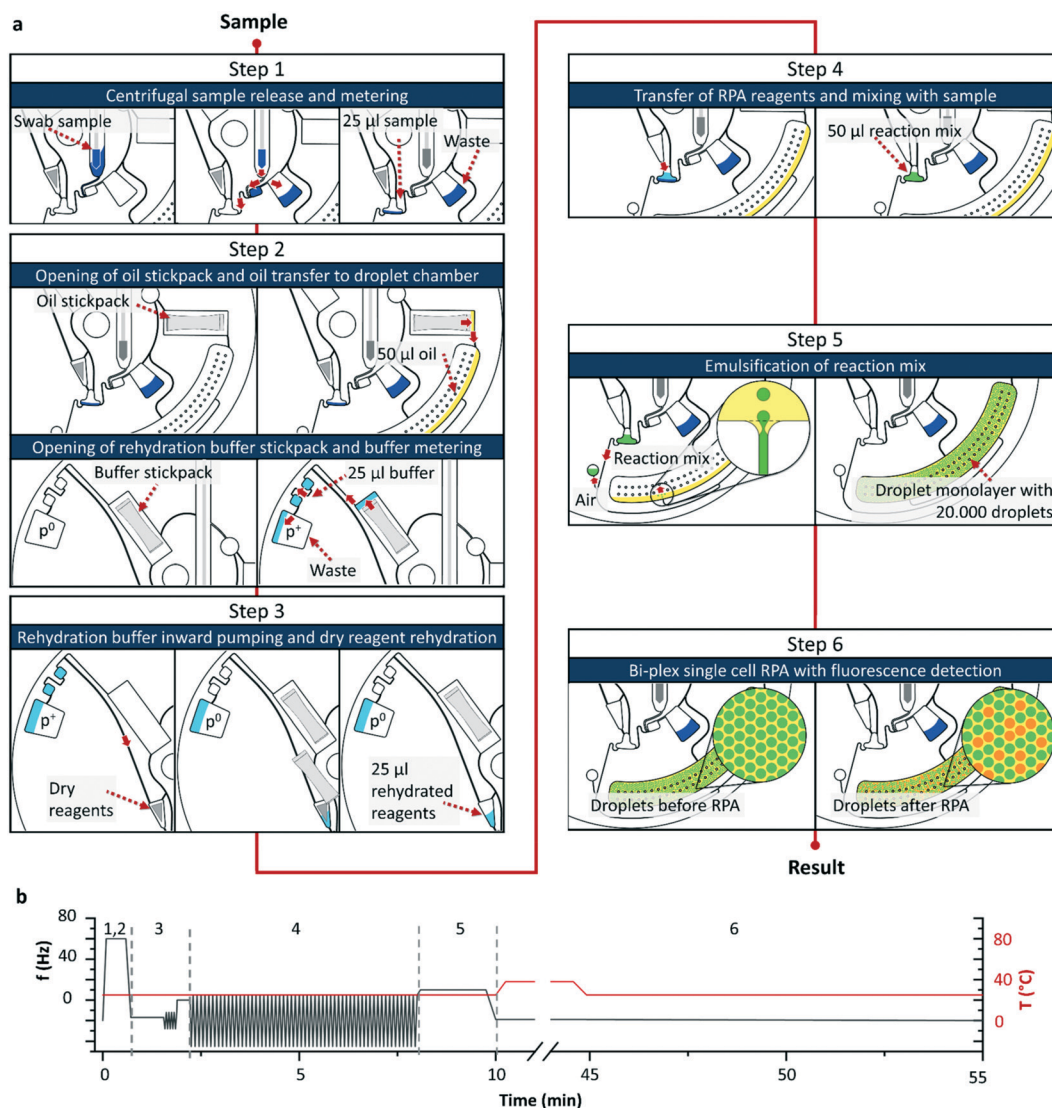 a
Sample
Step 1
Centrifugal sample release and metering
Swab sample
25 µl sample
Waste
Step 2
Opening of oil stickpack and oil transfer to droplet chamber
Oil stickpack
50 µl oil
Opening of rehydration buffer stickpack and buffer metering
Buffer stickpack
25 µl buffer
p⁰
p⁺
Waste
Step 3
Rehydration buffer inward pumping and dry reagent rehydration
p⁺
p⁰
p⁰
Dry
reagents
25 µl
rehydrated
reagents
Step 4
Transfer of RPA reagents and mixing with sample
50 µl reaction mix
Step 5
Emulsification of reaction mix
Reaction mix
Air
Droplet monolayer with
20.000 droplets
Step 6
Bi-plex single cell RPA with fluorescence detection
Droplets before RPA
Droplets after RPA
Result
b
80
40
0
f (Hz)
1,2
3
4
5
6
80
40
0
T (°C)
0
5
10
45
50
55
Time (min)